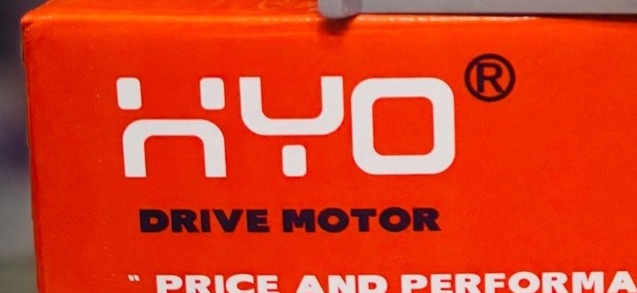 HYO®
DRIVE MOTOR
“ PRICE AND PERFORMA